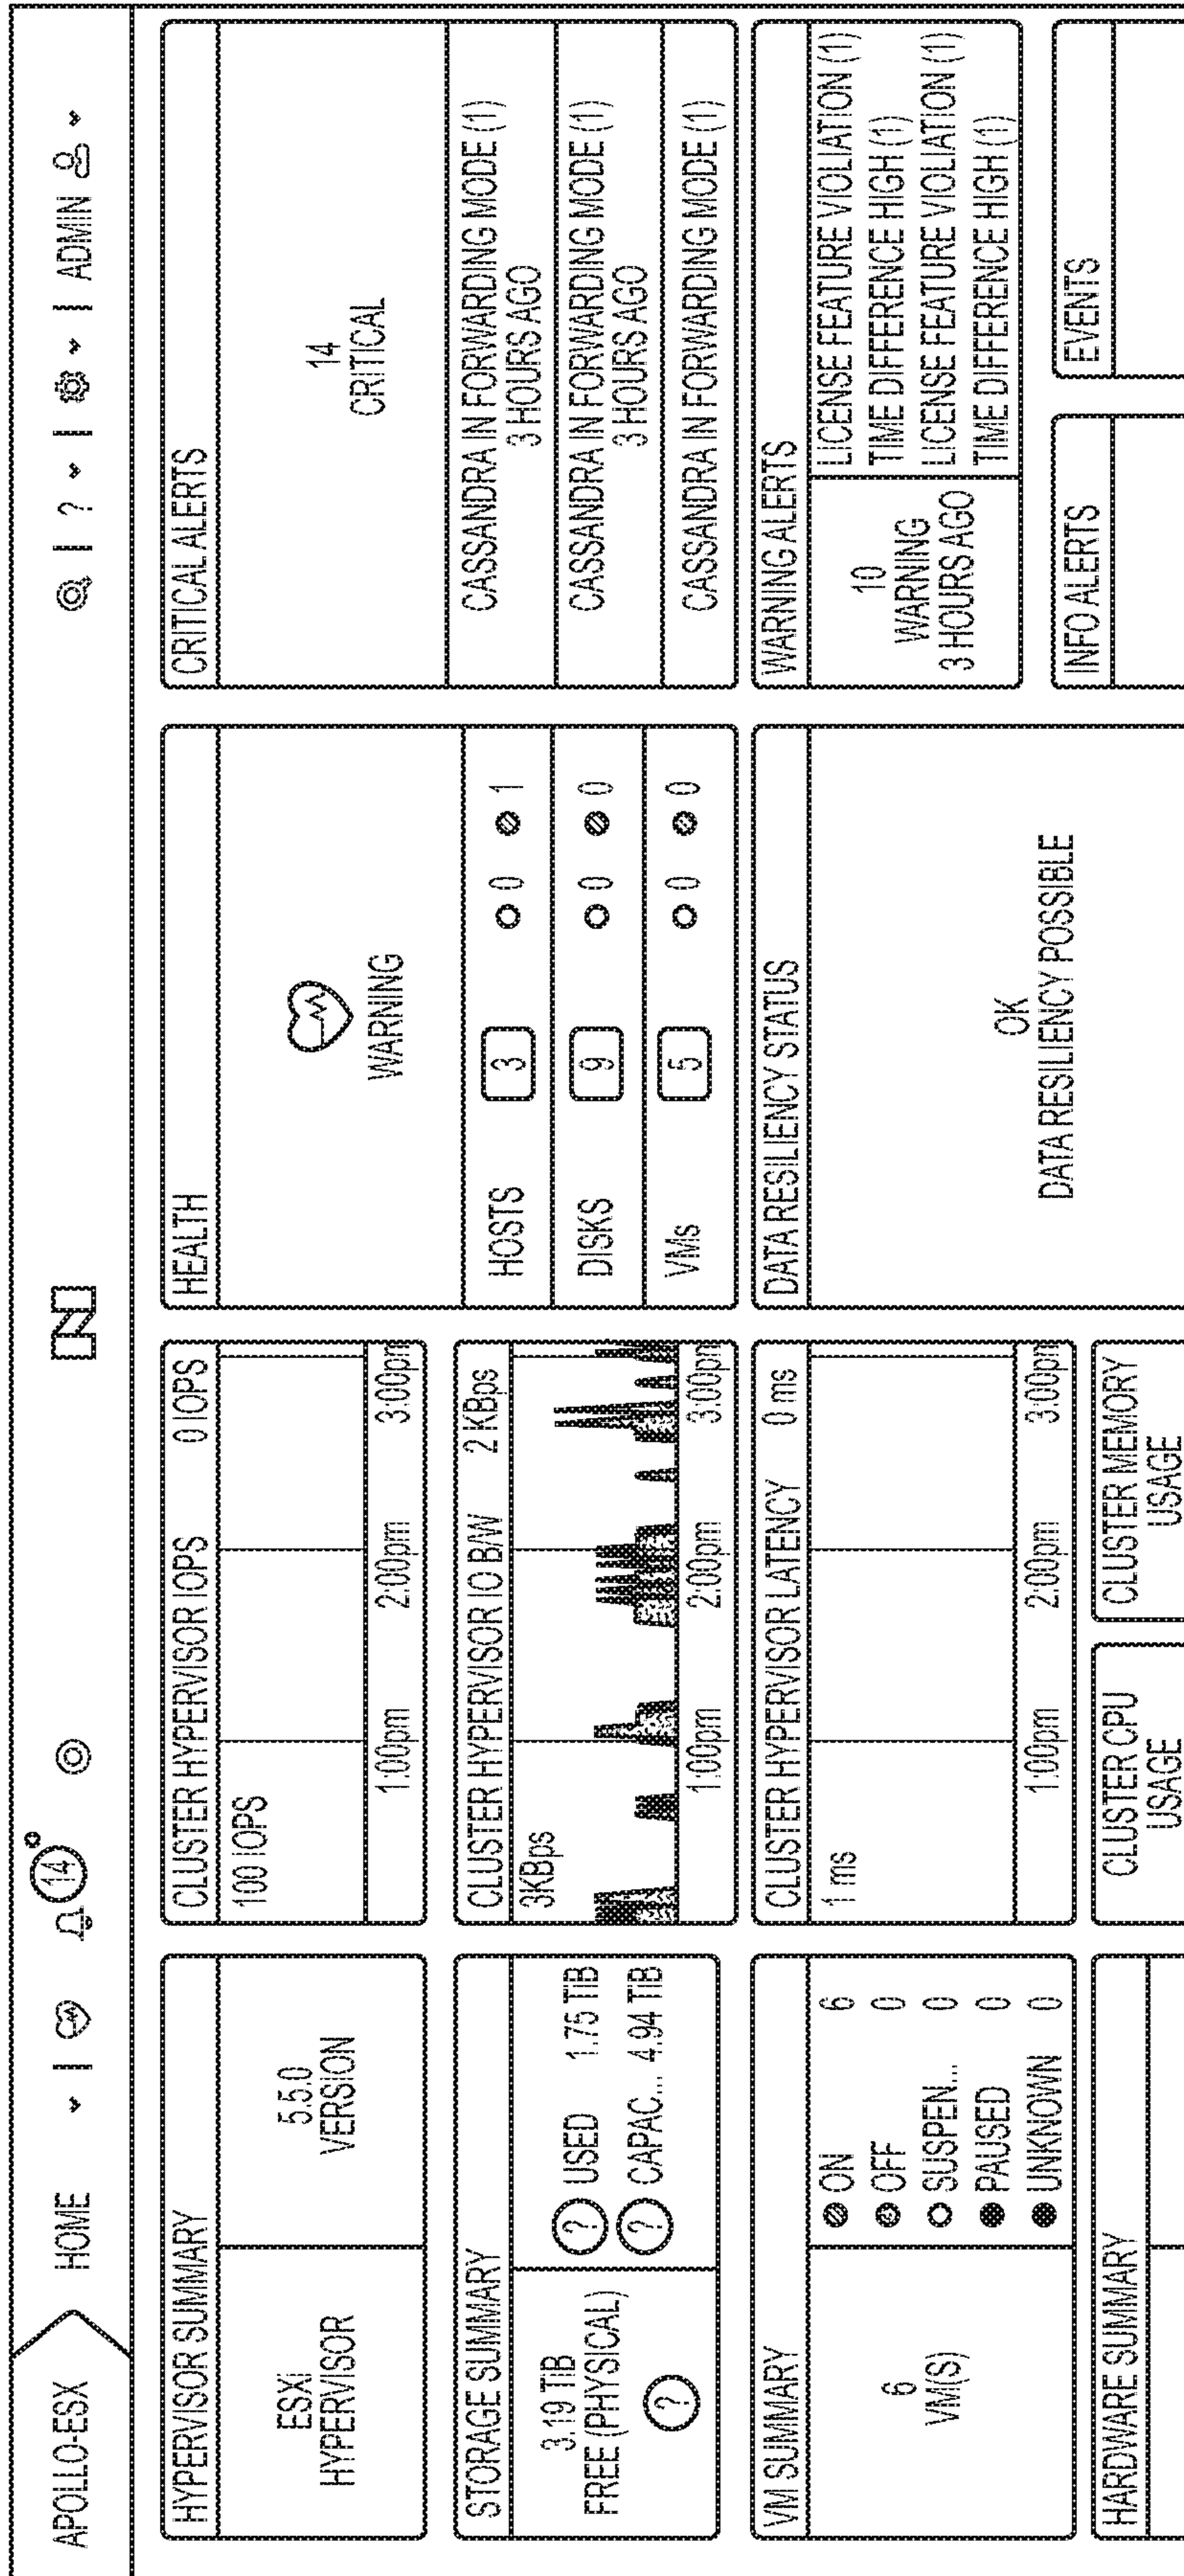 APOLLO-ESX HOME 14 N ? ADMIN
HYPERVISOR SUMMARY
ESXi
HYPERVISOR
5.5.0
VERSION
STORAGE SUMMARY
3.19 TiB
FREE (PHYSICAL)
?
? USED 1.75 TIB
? CAPAC... 4.94 TIB
VM SUMMARY
6
VM(S)
ON 6
OFF 0
SUSPEN... 0
PAUSED 0
UNKNOWN 0
HARDWARE SUMMARY
CLUSTER HYPERVISOR IOPS 0 IOPS
100 IOPS
1:00pm 2:00pm 3:00pm
CLUSTER HYPERVISOR IO B/W 2 KBps
3KBps
1:00pm 2:00pm 3:00pm
CLUSTER HYPERVISOR LATENCY 0 ms
1 ms
1:00pm 2:00pm 3:00pm
CLUSTER CPU
USAGE
CLUSTER MEMORY
USAGE
HEALTH
WARNING
HOSTS 3 0 1
DISKS 9 0 0
VMs 5 0 0
DATA RESILIENCY STATUS
OK
DATA RESILIENCY POSSIBLE
CRITICAL ALERTS
14
CRITICAL
CASSANDRA IN FORWARDING MODE (1)
3 HOURS AGO
CASSANDRA IN FORWARDING MODE (1)
3 HOURS AGO
CASSANDRA IN FORWARDING MODE (1)
WARNING ALERTS
10
WARNING
3 HOURS AGO
LICENSE FEATURE VIOLIATION (1)
TIME DIFFERENCE HIGH (1)
LICENSE FEATURE VIOLIATION (1)
TIME DIFFERENCE HIGH (1)
INFO ALERTS
EVENTS